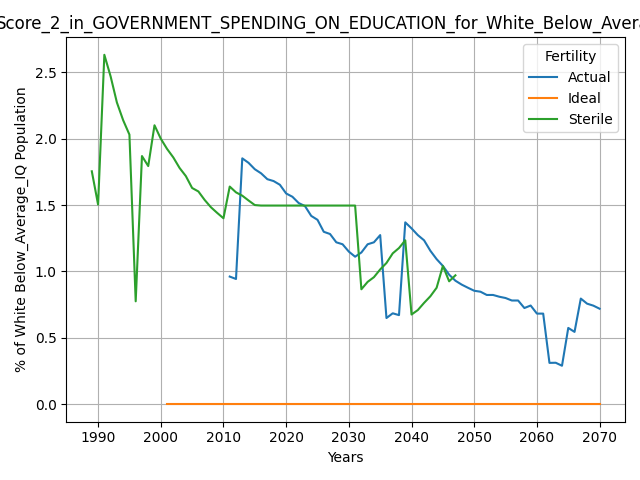 Score_2_in_GOVERNMENT_SPENDING_ON_EDUCATION_for_White_Below_Avera
% of White Below_Average_IQ Population
2.5
2.0
1.5
1.0
0.5
0.0
Fertility
Actual
Ideal
Sterile
1990 2000 2010 2020 2030 2040 2050 2060 2070
Years